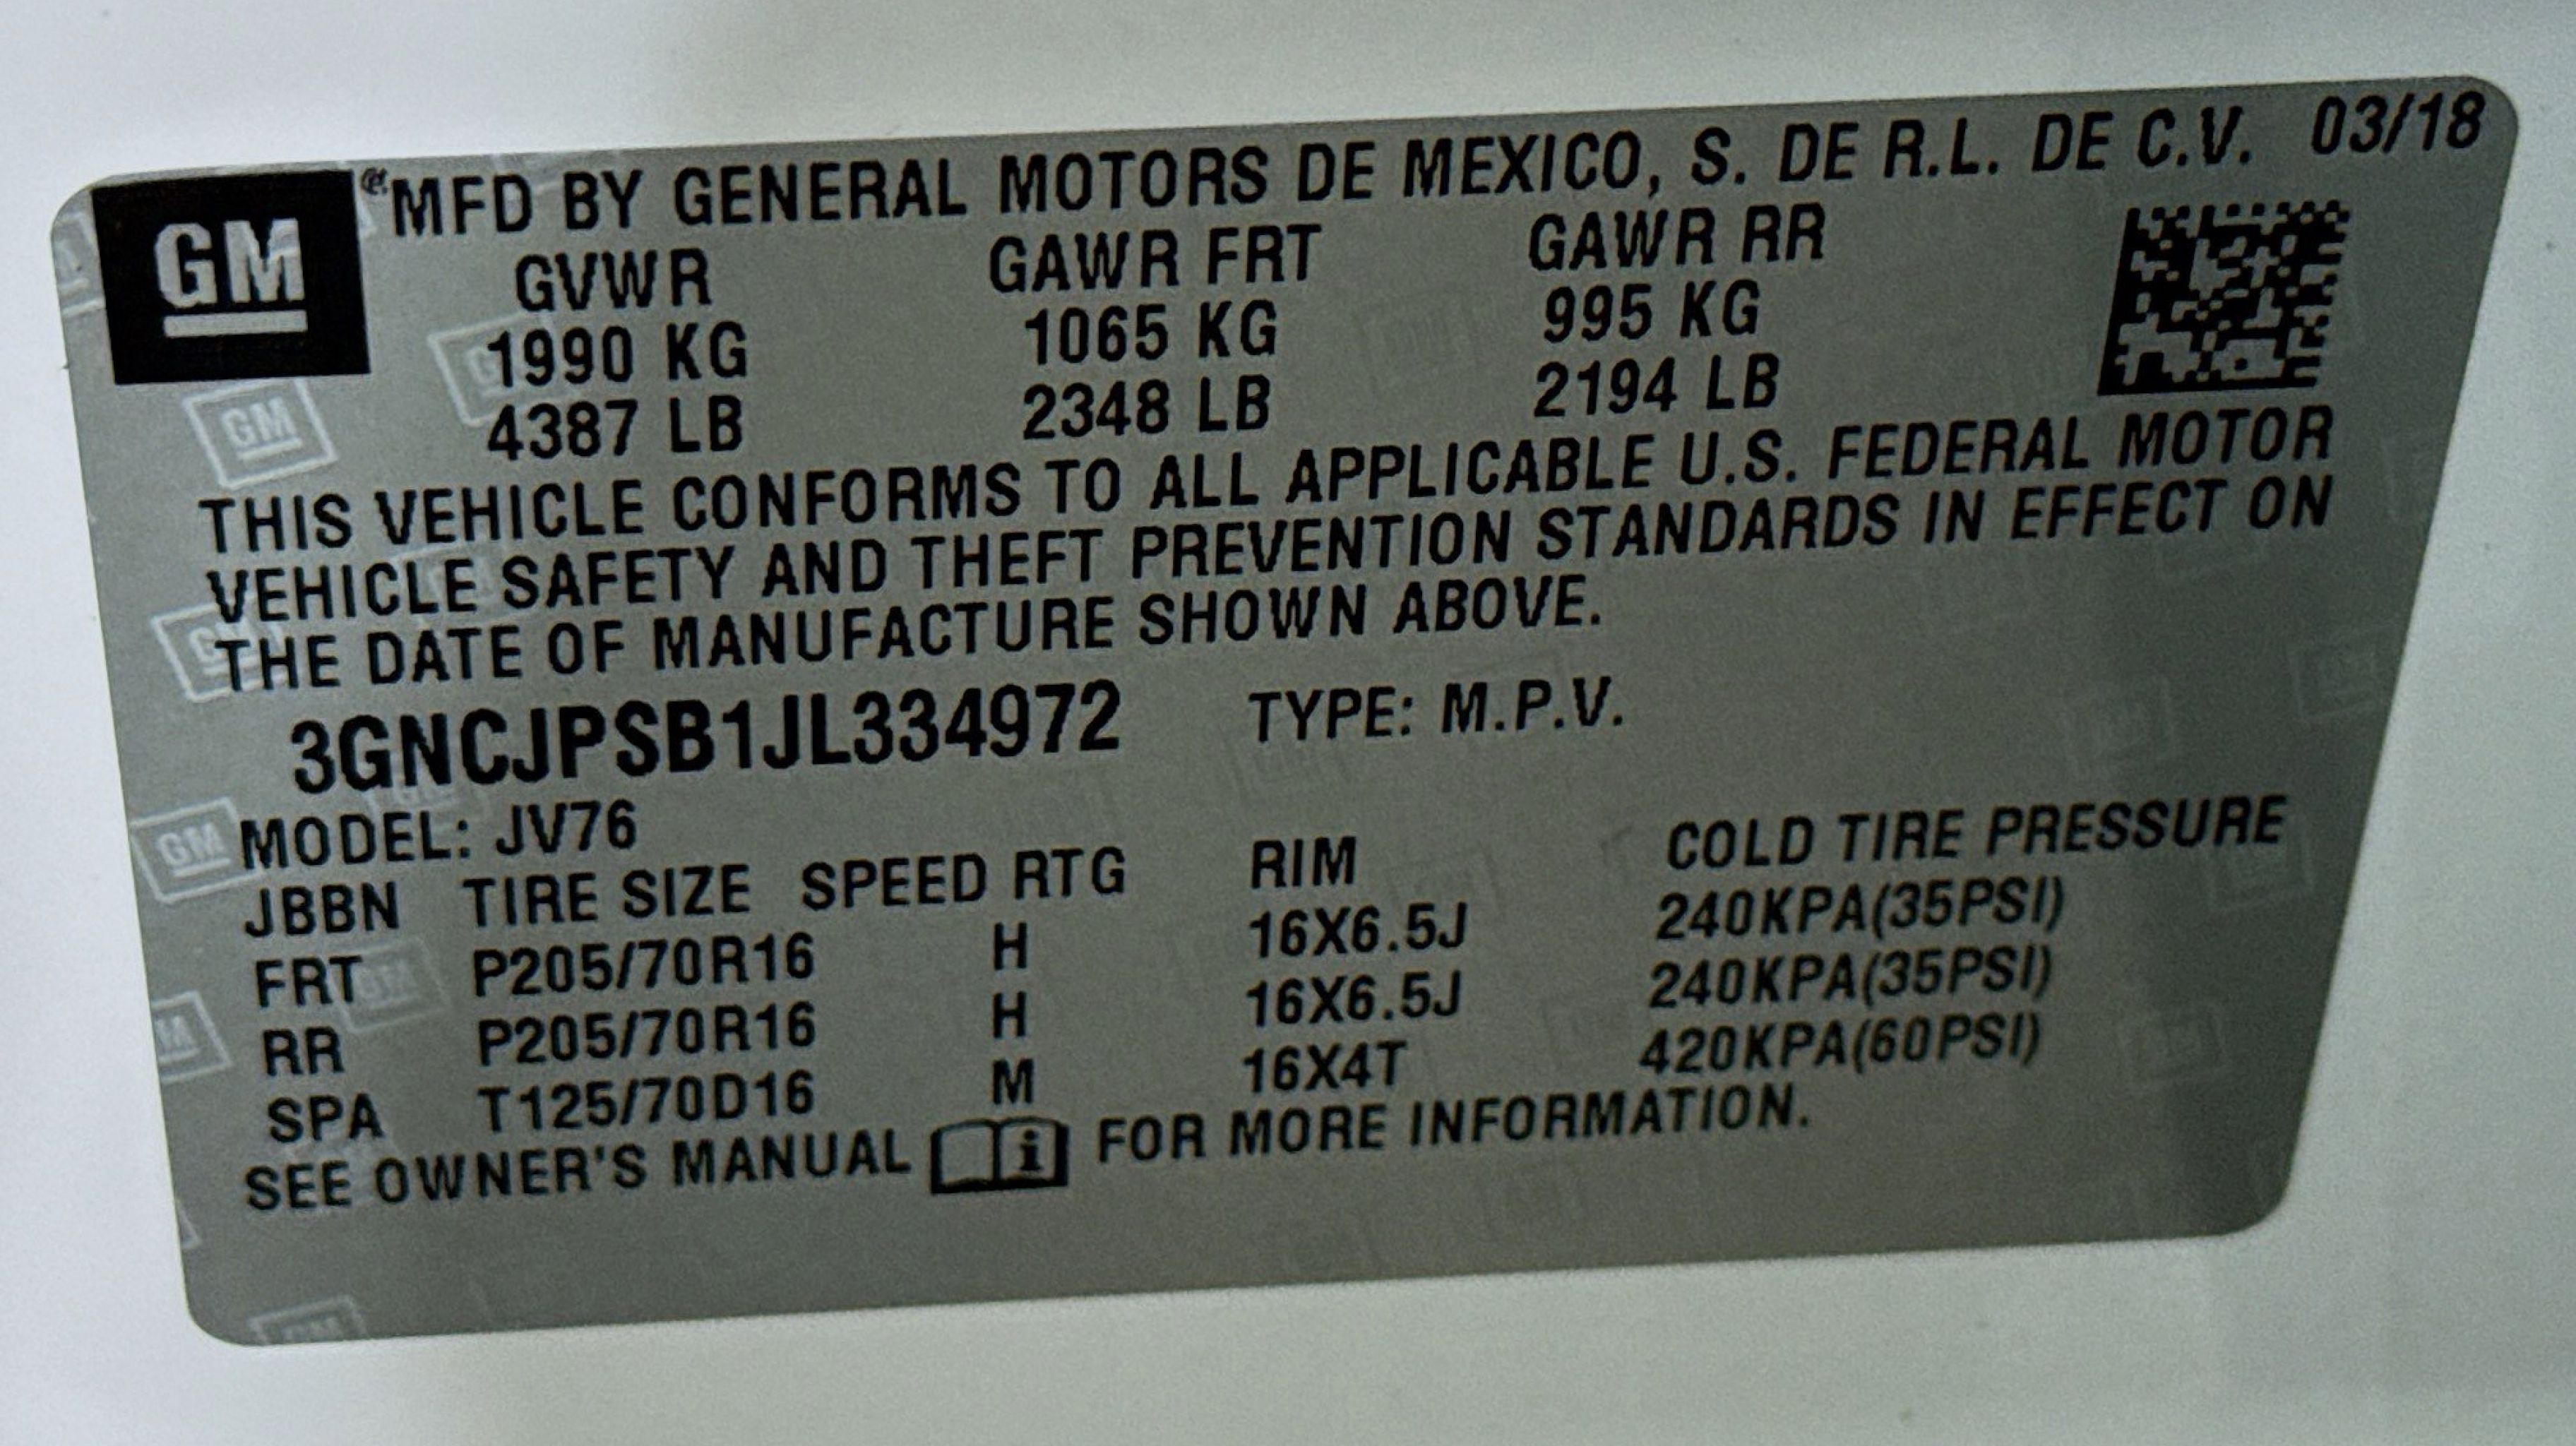 GM
MFD BY GENERAL MOTORS DE MEXICO, S. DE R.L. DE C.V. 03/18
GVWR GAWR FRT GAWR RR
1990 KG 1065 KG 995 KG
4387 LB 2348 LB 2194 LB
THIS VEHICLE CONFORMS TO ALL APPLICABLE U.S. FEDERAL MOTOR
VEHICLE SAFETY AND THEFT PREVENTION STANDARDS IN EFFECT ON
THE DATE OF MANUFACTURE SHOWN ABOVE.
3GNCJPSB1JL334972 TYPE: M.P.V.
MODEL: JV76
JBBN TIRE SIZE SPEED RTG RIM COLD TIRE PRESSURE
FRT P205/70R16 H 16X6.5J 240KPA(35PSI)
RR P205/70R16 H 16X6.5J 240KPA(35PSI)
SPA T125/70D16 M 16X4T 420KPA(60PSI)
SEE OWNER'S MANUAL i FOR MORE INFORMATION.